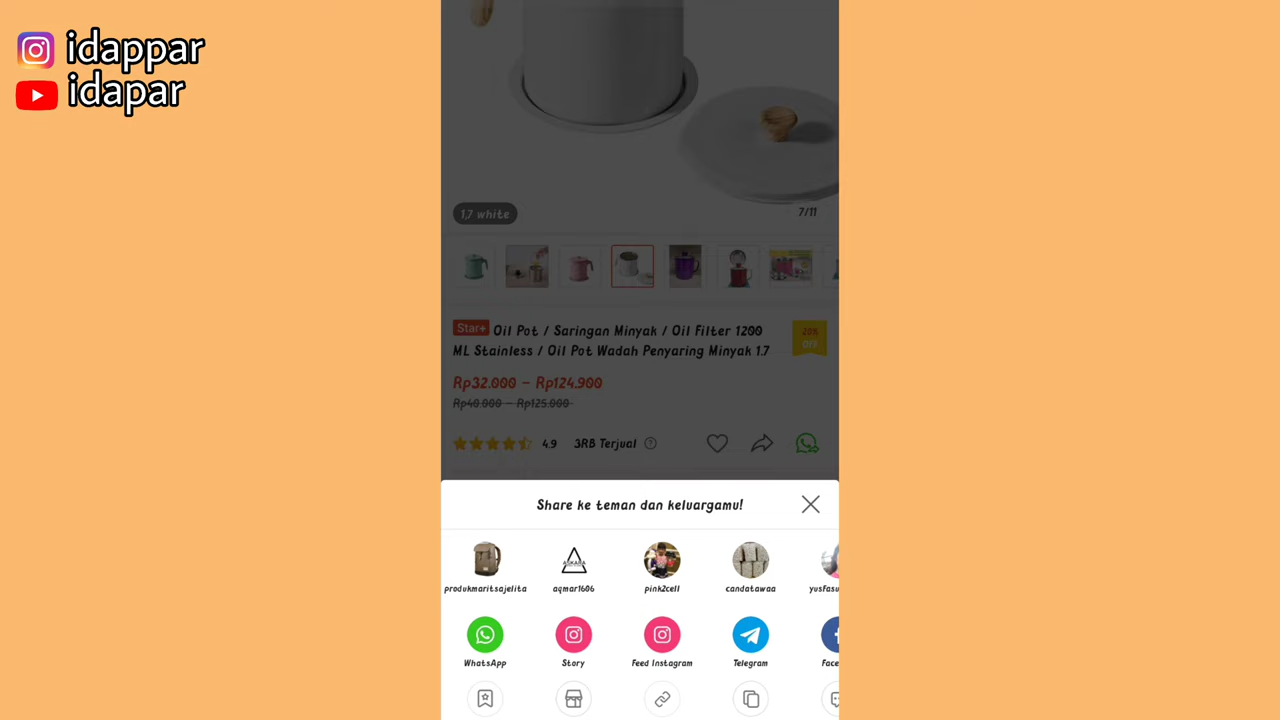 idappar
idapar
1,7 white
7/11
Star+ Oil Pot / Saringan Minyak / Oil Filter 1200
ML Stainless / Oil Pot Wadah Penyaring Minyak 1.7
Rp32.000 - Rp124.900
Rp40.000 - Rp125.000
4.9 3RB Terjual
Share ke teman dan keluargamu!
produkmaritsajelita aqmar1606 pink2cell candatawaa yusfasu
WhatsApp Story Feed Instagram Telegram Face